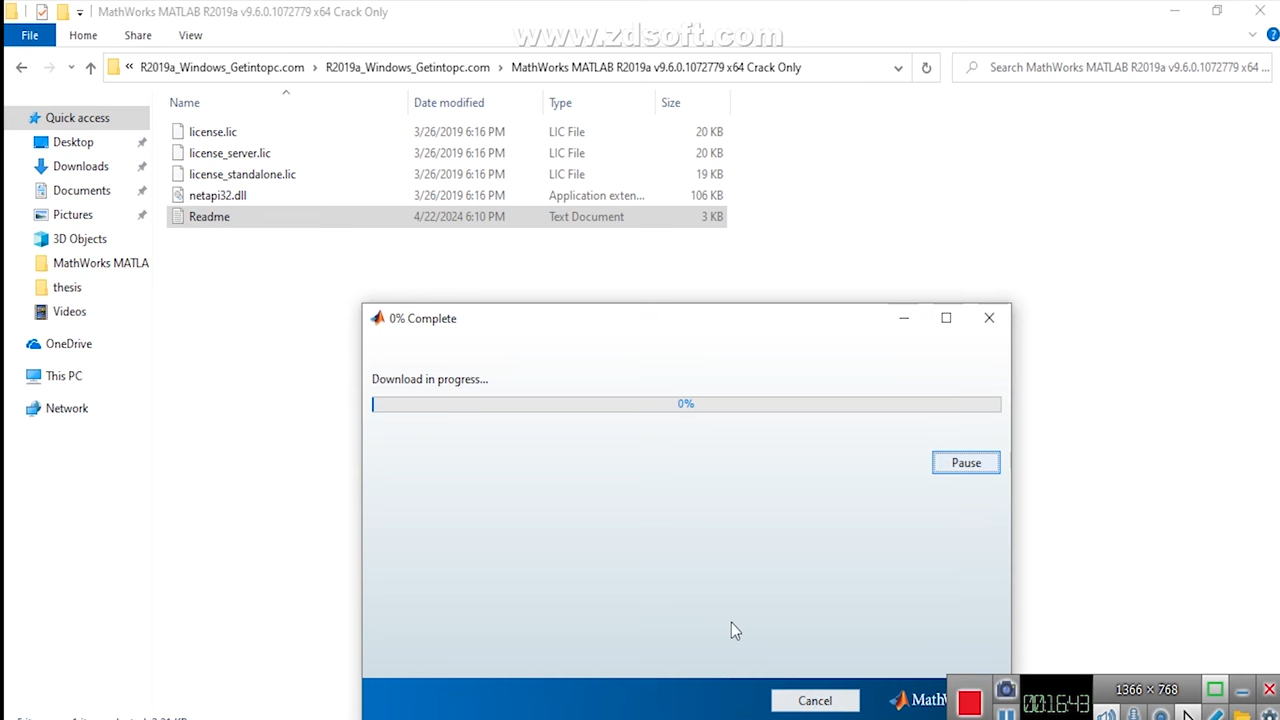 MathWorks MATLAB R2019a v9.6.0.1072779 x64 Crack Only
File Home Share View
www.zdsoft.com
« R2019a_Windows_Getintopc.com > R2019a_Windows_Getintopc.com > MathWorks MATLAB R2019a v9.6.0.1072779 x64 Crack Only
Search MathWorks MATLAB R2019a v9.6.0.1072779 x64 ...
Name Date modified Type Size
license.lic 3/26/2019 6:16 PM LIC File 20 KB
license_server.lic 3/26/2019 6:16 PM LIC File 20 KB
license_standalone.lic 3/26/2019 6:16 PM LIC File 19 KB
netapi32.dll 3/26/2019 6:16 PM Application exten... 106 KB
Readme 4/22/2024 6:10 PM Text Document 3 KB
Quick access
Desktop
Downloads
Documents
Pictures
3D Objects
MathWorks MATLA
thesis
Videos
OneDrive
This PC
Network
0% Complete
Download in progress...
0%
Pause
Cancel
MathW
00:16:43
1366 × 768